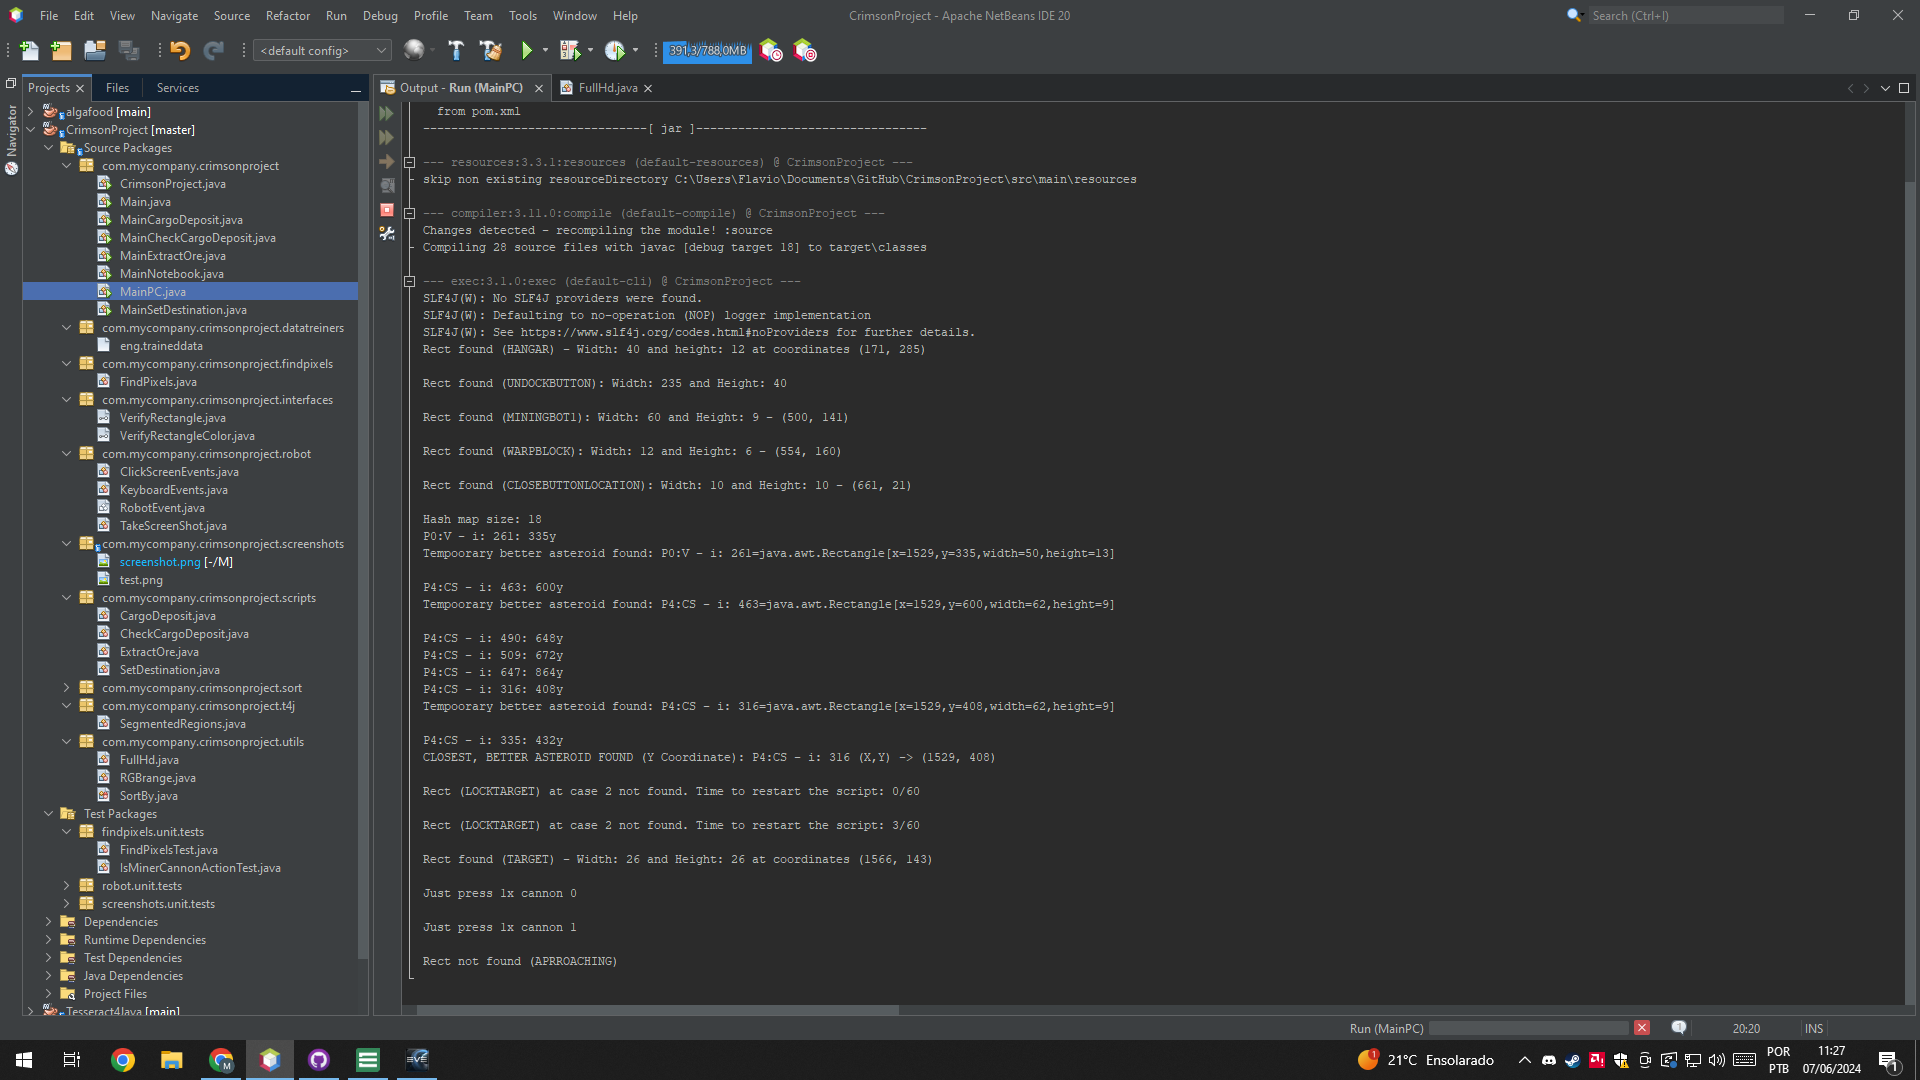 File Edit View Navigate Source Refactor Run Debug Profile Team Tools Window Help
CrimsonProject - Apache NetBeans IDE 20
Search (Ctrl+I)
<default config>
391,3/788,0MB
Projects
Files
Services
Output - Run (MainPC)
FullHd.java
Navigator
algafood [main]
CrimsonProject [master]
Source Packages
com.mycompany.crimsonproject
CrimsonProject.java
Main.java
MainCargoDeposit.java
MainCheckCargoDeposit.java
MainExtractOre.java
MainNotebook.java
MainPC.java
MainSetDestination.java
com.mycompany.crimsonproject.datatreiners
eng.traineddata
com.mycompany.crimsonproject.findpixels
FindPixels.java
com.mycompany.crimsonproject.interfaces
VerifyRectangle.java
VerifyRectangleColor.java
com.mycompany.crimsonproject.robot
ClickScreenEvents.java
KeyboardEvents.java
RobotEvent.java
TakeScreenShot.java
com.mycompany.crimsonproject.screenshots
screenshot.png [-/M]
test.png
com.mycompany.crimsonproject.scripts
CargoDeposit.java
CheckCargoDeposit.java
ExtractOre.java
SetDestination.java
com.mycompany.crimsonproject.sort
com.mycompany.crimsonproject.t4j
SegmentedRegions.java
com.mycompany.crimsonproject.utils
FullHd.java
RGBrange.java
SortBy.java
Test Packages
findpixels.unit.tests
FindPixelsTest.java
IsMinerCannonActionTest.java
robot.unit.tests
screenshots.unit.tests
Dependencies
Runtime Dependencies
Test Dependencies
Java Dependencies
Project Files
Tesseract4Java [main]
from pom.xml
--------------------------------[ jar ]---------------------------------
--- resources:3.3.1:resources (default-resources) @ CrimsonProject ---
skip non existing resourceDirectory C:\Users\Flavio\Documents\GitHub\CrimsonProject\src\main\resources
--- compiler:3.11.0:compile (default-compile) @ CrimsonProject ---
Changes detected - recompiling the module! :source
Compiling 28 source files with javac [debug target 18] to target\classes
--- exec:3.1.0:exec (default-cli) @ CrimsonProject ---
SLF4J(W): No SLF4J providers were found.
SLF4J(W): Defaulting to no-operation (NOP) logger implementation
SLF4J(W): See https://www.slf4j.org/codes.html#noProviders for further details.
Rect found (HANGAR) - Width: 40 and height: 12 at coordinates (171, 285)
Rect found (UNDOCKBUTTON): Width: 235 and Height: 40
Rect found (MININGBOT1): Width: 60 and Height: 9 - (500, 141)
Rect found (WARPBLOCK): Width: 12 and Height: 6 - (554, 160)
Rect found (CLOSEBUTTONLOCATION): Width: 10 and Height: 10 - (661, 21)
Hash map size: 18
P0:V - i: 261: 335y
Tempoorary better asteroid found: P0:V - i: 261=java.awt.Rectangle[x=1529,y=335,width=50,height=13]
P4:CS - i: 463: 600y
Tempoorary better asteroid found: P4:CS - i: 463=java.awt.Rectangle[x=1529,y=600,width=62,height=9]
P4:CS - i: 490: 648y
P4:CS - i: 509: 672y
P4:CS - i: 647: 864y
P4:CS - i: 316: 408y
Tempoorary better asteroid found: P4:CS - i: 316=java.awt.Rectangle[x=1529,y=408,width=62,height=9]
P4:CS - i: 335: 432y
CLOSEST, BETTER ASTEROID FOUND (Y Coordinate): P4:CS - i: 316 (X,Y) -> (1529, 408)
Rect (LOCKTARGET) at case 2 not found. Time to restart the script: 0/60
Rect (LOCKTARGET) at case 2 not found. Time to restart the script: 3/60
Rect found (TARGET) - Width: 26 and Height: 26 at coordinates (1566, 143)
Just press 1x cannon 0
Just press 1x cannon 1
Rect not found (APRROACHING)
Run (MainPC)
20:20
INS
21°C Ensolarado
POR
PTB
11:27
07/06/2024